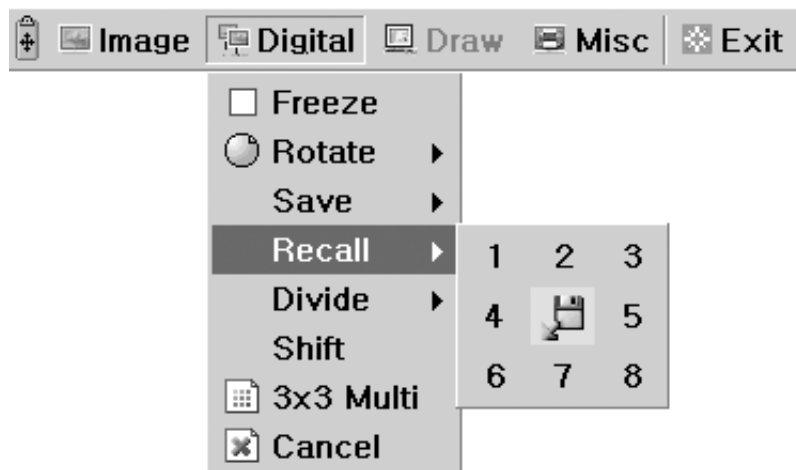 Image Digital Draw Misc Exit
Freeze
Rotate
Save
Recall
1 2 3
Divide
4 5
Shift
6 7 8
3x3 Multi
Cancel